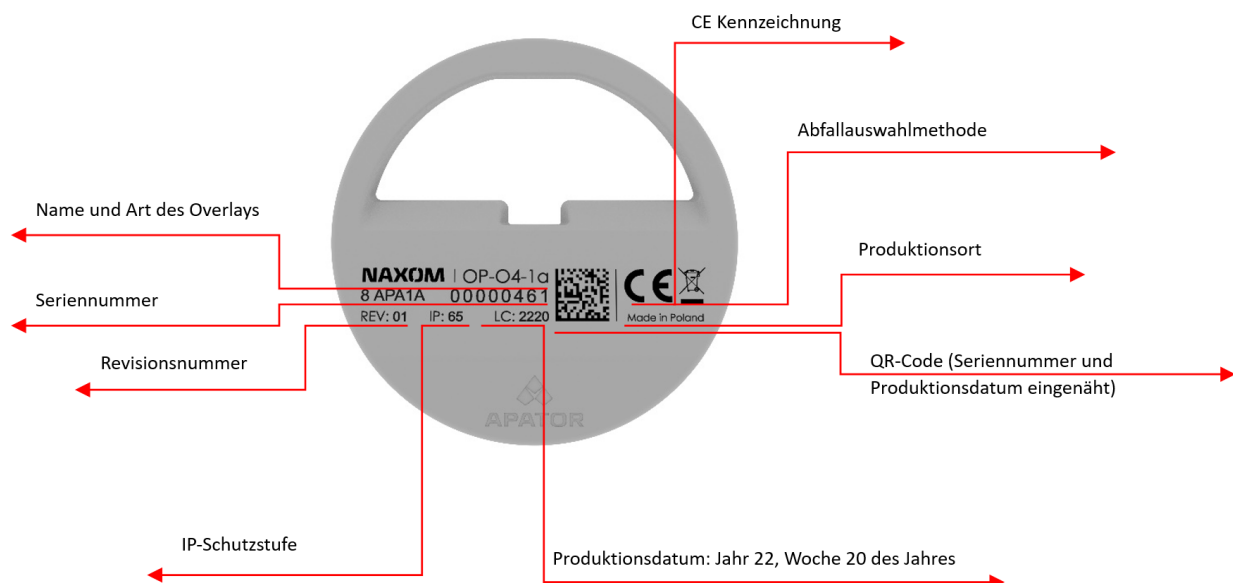 CE Kennzeichnung
Abfallauswahlmethode
Name und Art des Overlays
Produktionsort
NAXOM | OP-O4-1a
Seriennummer
8 APA1A 00000461
CE
REV: 01 IP: 65 LC: 2220
Made in Poland
Revisionsnummer
QR-Code (Seriennummer und
Produktionsdatum eingenäht)
APATOR
IP-Schutzstufe
Produktionsdatum: Jahr 22, Woche 20 des Jahres